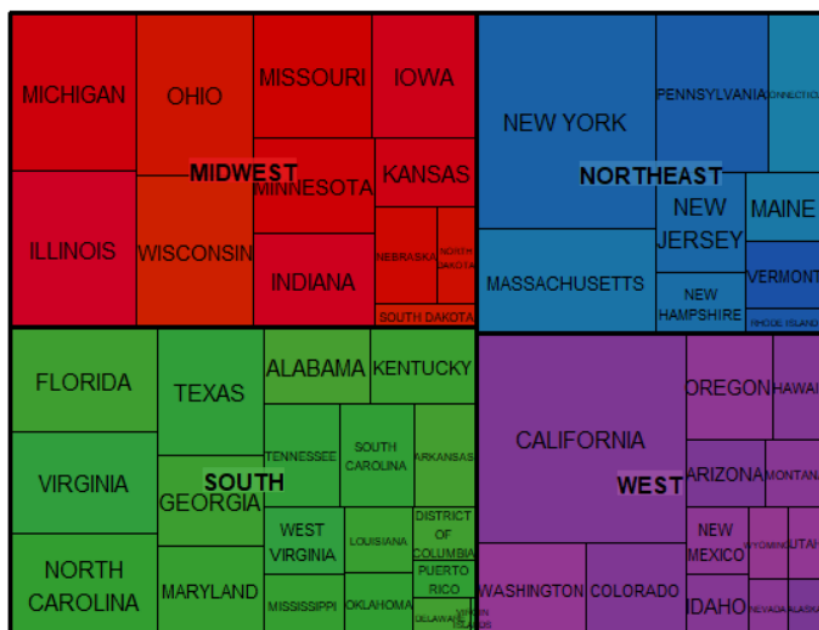 MICHIGAN
OHIO
MISSOURI
IOWA
MIDWEST
MINNESOTA
KANSAS
ILLINOIS
WISCONSIN
INDIANA
NEBRASKA
NORTH
DAKOTA
SOUTH DAKOTA
NEW YORK
PENNSYLVANIA
NORTHEAST
NEW
JERSEY
MAINE
MASSACHUSETTS
VERMONT
NEW
HAMPSHIRE
RHODE ISLAND
FLORIDA
TEXAS
ALABAMA
KENTUCKY
TENNESSEE
SOUTH
CAROLINA
ARKANSAS
SOUTH
VIRGINIA
GEORGIA
WEST
VIRGINIA
LOUISIANA
DISTRICT
OF
COLUMBIA
NORTH
CAROLINA
MARYLAND
MISSISSIPPI
OKLAHOMA
PUERTO
RICO
DELAWARE
VIRGIN
ISLANDS
CALIFORNIA
OREGON
HAWAI
WEST
ARIZONA
MONTANA
NEW
MEXICO
WYOMING
UTAH
WASHINGTON
COLORADO
IDAHO
NEVADA
ALASKA